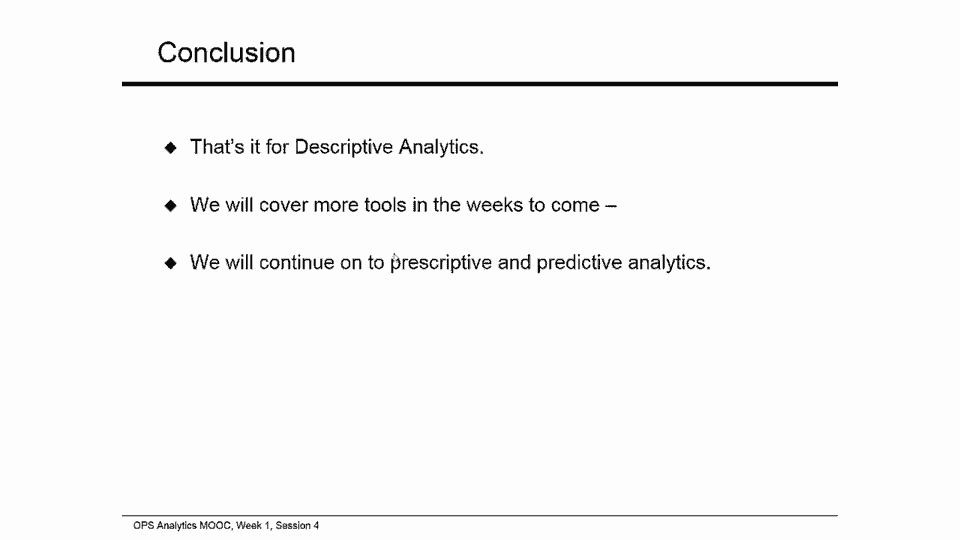 Conclusion
That's it for Descriptive Analytics.
We will cover more tools in the weeks to come –
We will continue on to prescriptive and predictive analytics.
OPS Analytics MOOC, Week 1, Session 4